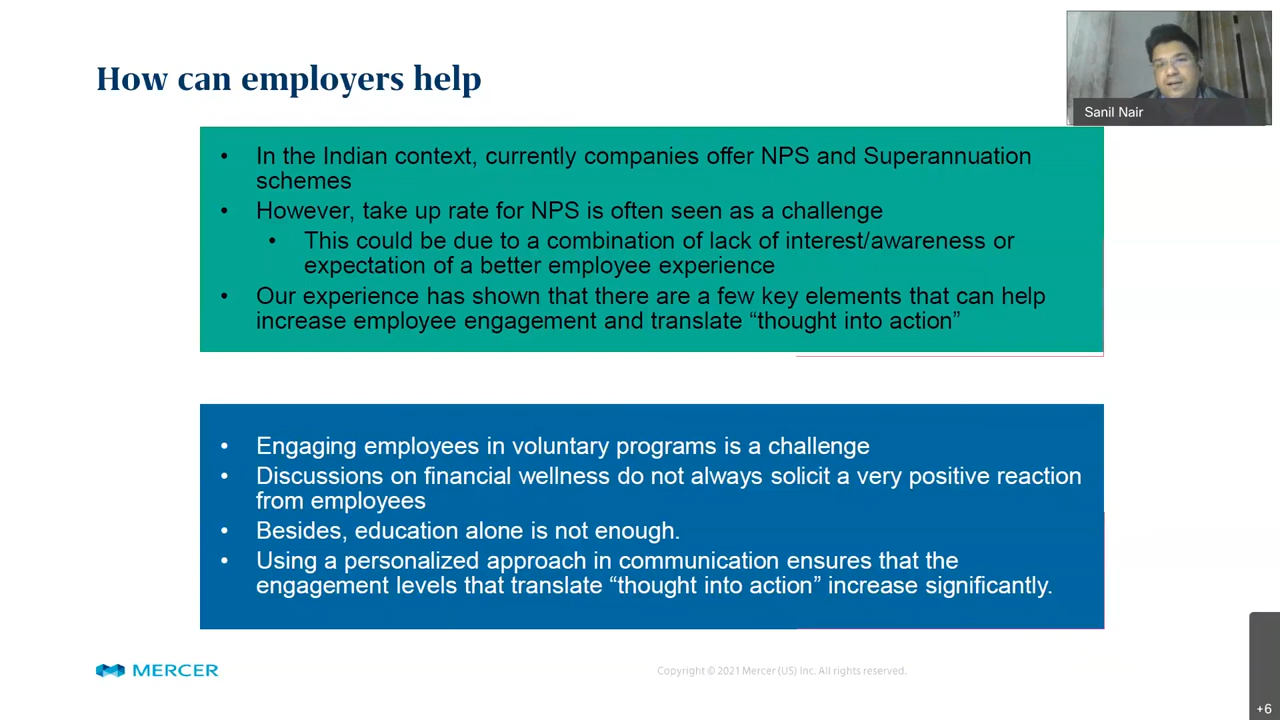 How can employers help
Sanil Nair
• In the Indian context, currently companies offer NPS and Superannuation
schemes
• However, take up rate for NPS is often seen as a challenge
• This could be due to a combination of lack of interest/awareness or
expectation of a better employee experience
• Our experience has shown that there are a few key elements that can help
increase employee engagement and translate “thought into action”
• Engaging employees in voluntary programs is a challenge
• Discussions on financial wellness do not always solicit a very positive reaction
from employees
• Besides, education alone is not enough.
• Using a personalized approach in communication ensures that the
engagement levels that translate “thought into action” increase significantly.
MERCER
Copyright © 2021 Mercer (US) Inc. All rights reserved.
+6